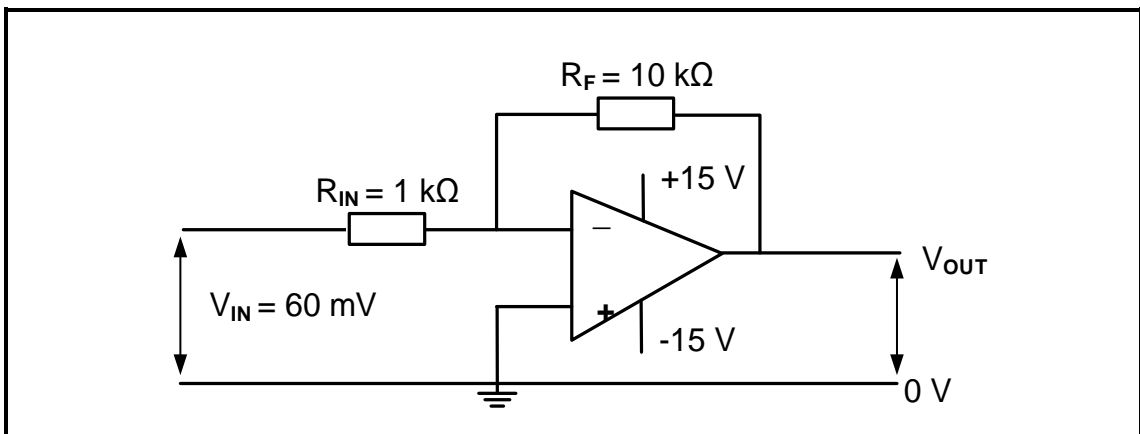 R_F = 10 kΩ
R_IN = 1 kΩ
+15 V
−
V_OUT
V_IN = 60 mV
+
-15 V
0 V